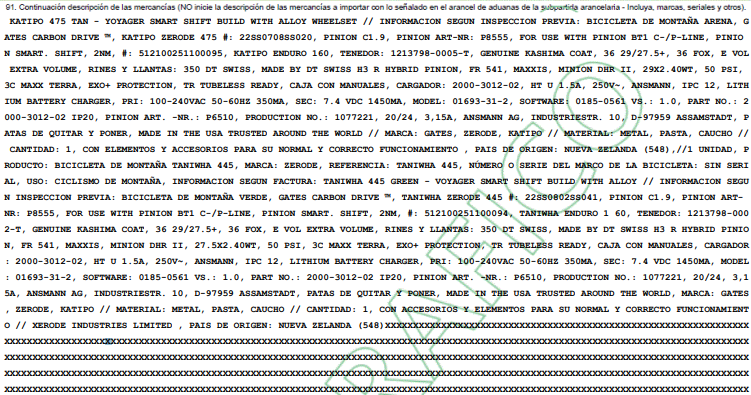 91. Continuación descripción de las mercancías (NO inicie la descripción de las mercancías a importar con lo señalado en el arancel de aduanas de la subpartida arancelaria - Incluya, marcas, seriales y otros).
KATIPO 475 TAN - VOYAGER SMART SHIFT BUILD WITH ALLOY WHEELSET // INFORMACION SEGUN INSPECCION PREVIA: BICICLETA DE MONTAÑA ARENA, G
ATES CARBON DRIVE ™, KATIPO ZERODE 475 #: 22SS0708SS020, PINION C1.9, PINION ART-NR: P8555, FOR USE WITH PINION BT1 C-/P-LINE, PINIO
N SMART. SHIFT, 2NM, #: 512100251100095, KATIPO ENDURO 160, TENEDOR: 1213798-0005-T, GENUINE KASHIMA COAT, 36 29/27.5+, 36 FOX, E VOL
EXTRA VOLUME, RINES Y LLANTAS: 350 DT SWISS, MADE BY DT SWISS H3 R HYBRID PINION, FR 541, MAXXIS, MINION DHR II, 29X2.40WT, 50 PSI,
3C MAXX TERRA, EXO+ PROTECTION, TR TUBELESS READY, CAJA CON MANUALES, CARGADOR: 2000-3012-02, HT U 1.5A, 250V~, ANSMANN, IPC 12, LITH
IUM BATTERY CHARGER, PRI: 100-240VAC 50-60HZ 350MA, SEC: 7.4 VDC 1450MA, MODEL: 01693-31-2, SOFTWARE: 0185-0561 VS.: 1.0, PART NO.: 2
000-3012-02 IP20, PINION ART. -NR.: P6510, PRODUCTION NO.: 1077221, 20/24, 3,15A, ANSMANN AG, INDUSTRIESTR. 10, D-97959 ASSAMSTADT, P
ATAS DE QUITAR Y PONER, MADE IN THE USA TRUSTED AROUND THE WORLD // MARCA: GATES, ZERODE, KATIPO // MATERIAL: METAL, PASTA, CAUCHO //
CANTIDAD: 1, CON ELEMENTOS Y ACCESORIOS PARA SU NORMAL Y CORRECTO FUNCIONAMIENTO , PAIS DE ORIGEN: NUEVA ZELANDA (548),//1 UNIDAD, P
RODUCTO: BICICLETA DE MONTAÑA TANIWHA 445, MARCA: ZERODE, REFERENCIA: TANIWHA 445, NÚMERO O SERIE DEL MARCO DE LA BICICLETA: SIN SERI
AL, USO: CICLISMO DE MONTAÑA, INFORMACION SEGUN FACTURA: TANIWHA 445 GREEN - VOYAGER SMART SHIFT BUILD WITH ALLOY // INFORMACION SEGU
N INSPECCION PREVIA: BICICLETA DE MONTAÑA VERDE, GATES CARBON DRIVE ™, TANIWHA ZERODE 445 #: 22SS0802SS041, PINION C1.9, PINION ART-
NR: P8555, FOR USE WITH PINION BT1 C-/P-LINE, PINION SMART. SHIFT, 2NM, #: 512100251100094, TANIWHA ENDURO 1 60, TENEDOR: 1213798-000
2-T, GENUINE KASHIMA COAT, 36 29/27.5+, 36 FOX, E VOL EXTRA VOLUME, RINES Y LLANTAS: 350 DT SWISS, MADE BY DT SWISS H3 R HYBRID PINIO
N, FR 541, MAXXIS, MINION DHR II, 27.5X2.40WT, 50 PSI, 3C MAXX TERRA, EXO+ PROTECTION, TR TUBELESS READY, CAJA CON MANUALES, CARGADOR
: 2000-3012-02, HT U 1.5A, 250V~, ANSMANN, IPC 12, LITHIUM BATTERY CHARGER, PRI: 100-240VAC 50-60HZ 350MA, SEC: 7.4 VDC 1450MA, MODEL
: 01693-31-2, SOFTWARE: 0185-0561 VS.: 1.0, PART NO.: 2000-3012-02 IP20, PINION ART. -NR.: P6510, PRODUCTION NO.: 1077221, 20/24, 3,1
5A, ANSMANN AG, INDUSTRIESTR. 10, D-97959 ASSAMSTADT, PATAS DE QUITAR Y PONER, MADE IN THE USA TRUSTED AROUND THE WORLD, MARCA: GATES
, ZERODE, KATIPO // MATERIAL: METAL, PASTA, CAUCHO // CANTIDAD: 1, CON ACCESORIOS Y ELEMENTOS PARA SU NORMAL Y CORRECTO FUNCIONAMIENT
O // XERODE INDUSTRIES LIMITED , PAIS DE ORIGEN: NUEVA ZELANDA (548)XXXXXXXXXXXXXXXXXXXXXXXXXXXXXXXXXXXXXXXXXXXXXXXXXXXXXXXXXXXXXXXXX
XXXXXXXXXXXXXXXXXXXXXXXXXXXXXXXXXXXXXXXXXXXXXXXXXXXXXXXXXXXXXXXXXXXXXXXXXXXXXXXXXXXXXXXXXXXXXXXXXXXXXXXXXXXXXXXXXXXXXXXXXXXXXXXXXXXXX
XXXXXXXXXXXXXXXXXXXXXXXXXXXXXXXXXXXXXXXXXXXXXXXXXXXXXXXXXXXXXXXXXXXXXXXXXXXXXXXXXXXXXXXXXXXXXXXXXXXXXXXXXXXXXXXXXXXXXXXXXXXXXXXXXXXXX
XXXXXXXXXXXXXXXXXXXXXXXXXXXXXXXXXXXXXXXXXXXXXXXXXXXXXXXXXXXXXXXXXXXXXXXXXXXXXXXXXXXXXXXXXXXXXXXXXXXXXXXXXXXXXXXXXXXXXXXXXXXXXXXXXXXXX
XXXXXXXXXXXXXXXXXXXXXXXXXXXXXXXXXXXXXXXXXXXXXXXXXXXXXXXXXXXXXXXXXXXXXXXXXXXXXXXXXXXXXXXXXXXXXXXXXXXXXXXXXXXXXXXXXXXXXXXXXXXXXXXXXXXXX